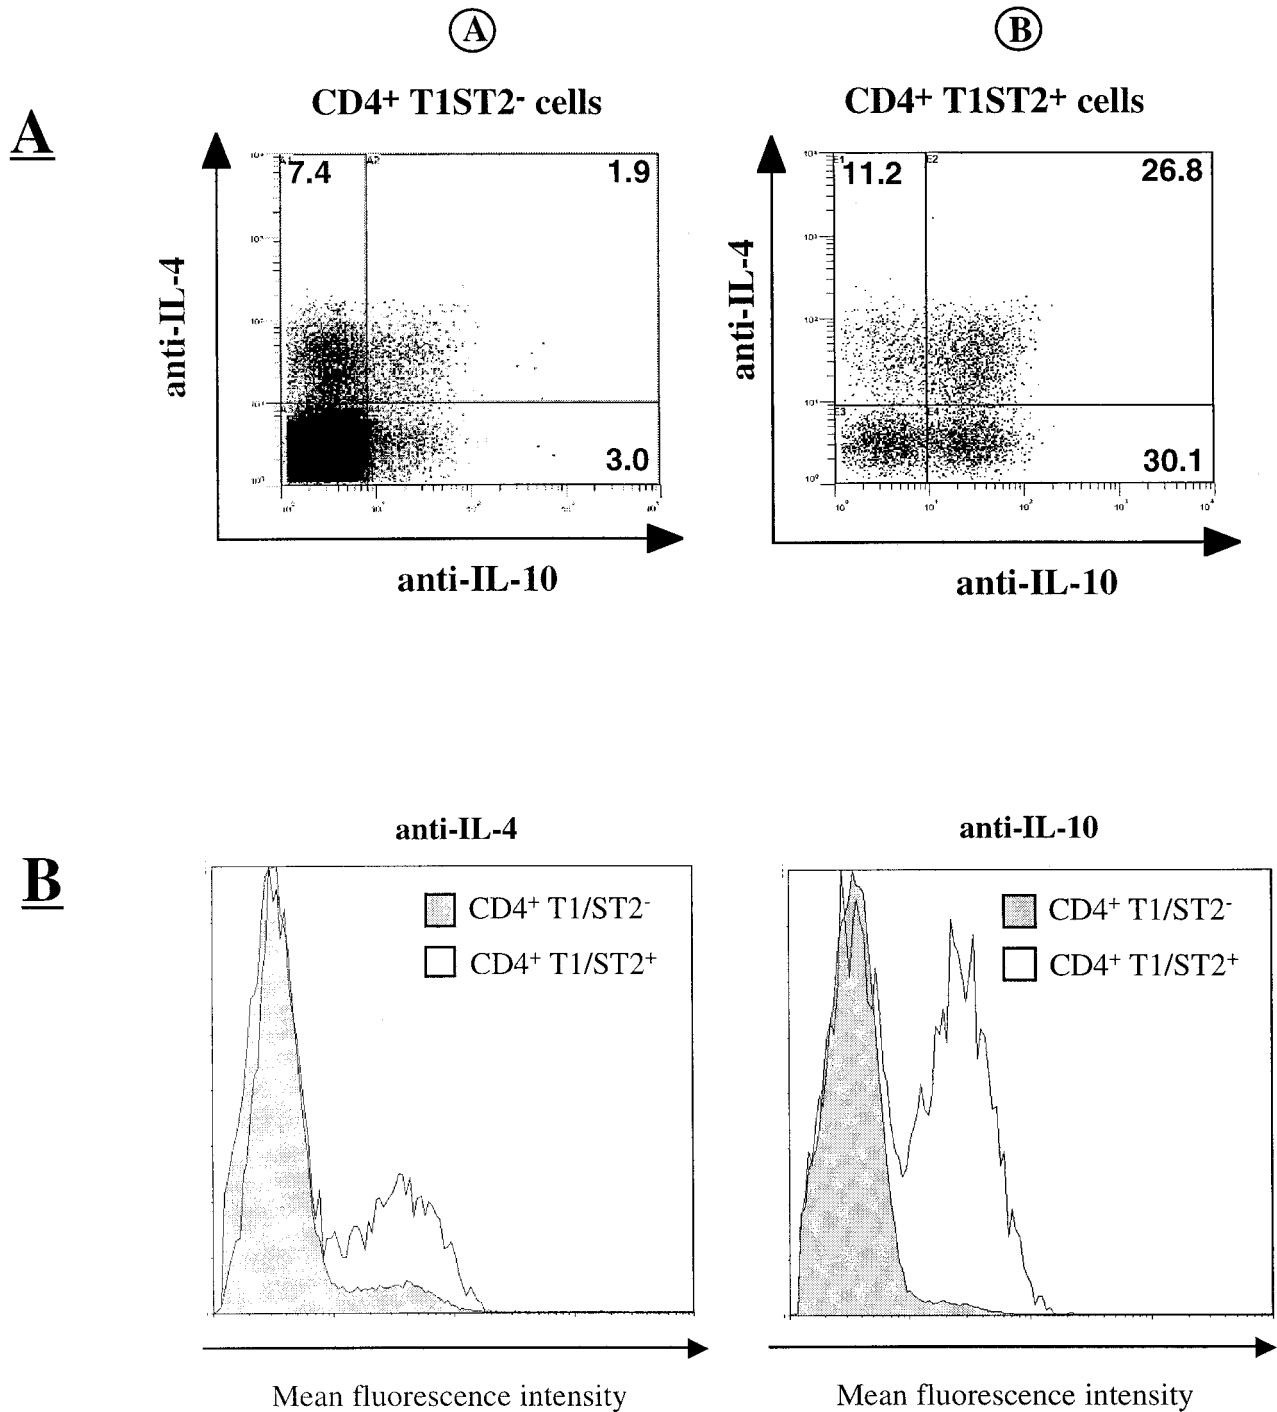 A B
CD4+ T1ST2- cells CD4+ T1ST2+ cells
A
7.4 1.9
11.2 26.8
anti-IL-4
anti-IL-4
3.0
30.1
anti-IL-10
anti-IL-10
anti-IL-4 anti-IL-10
B
CD4+ T1/ST2-
CD4+ T1/ST2+
CD4+ T1/ST2-
CD4+ T1/ST2+
Mean fluorescence intensity
Mean fluorescence intensity